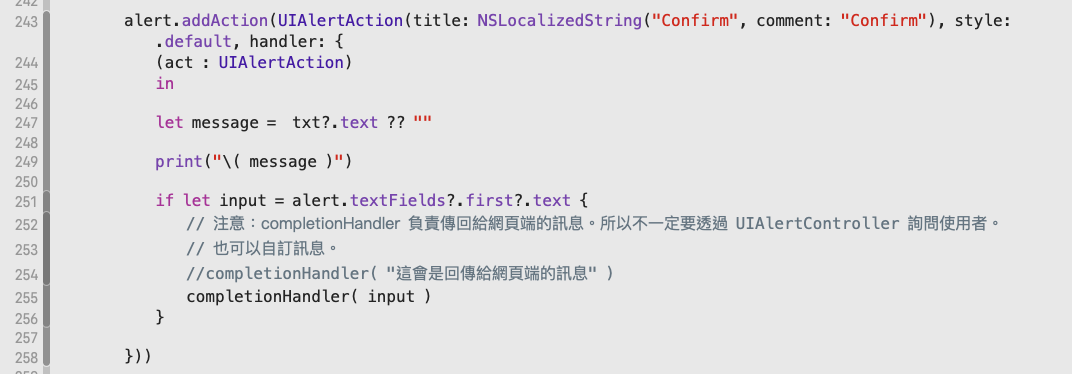 243 alert.addAction(UIAlertAction(title: NSLocalizedString("Confirm", comment: "Confirm"), style:
.default, handler: {
244 (act : UIAlertAction)
245 in
246
247 let message =  txt?.text ?? ""
248
249 print("\( message )")
250
251 if let input = alert.textFields?.first?.text {
252 // 注意：completionHandler 負責傳回給網頁端的訊息。所以不一定要透過 UIAlertController 詢問使用者。
253 // 也可以自訂訊息。
254 //completionHandler( "這會是回傳給網頁端的訊息" )
255 completionHandler( input )
256 }
257
258 }))